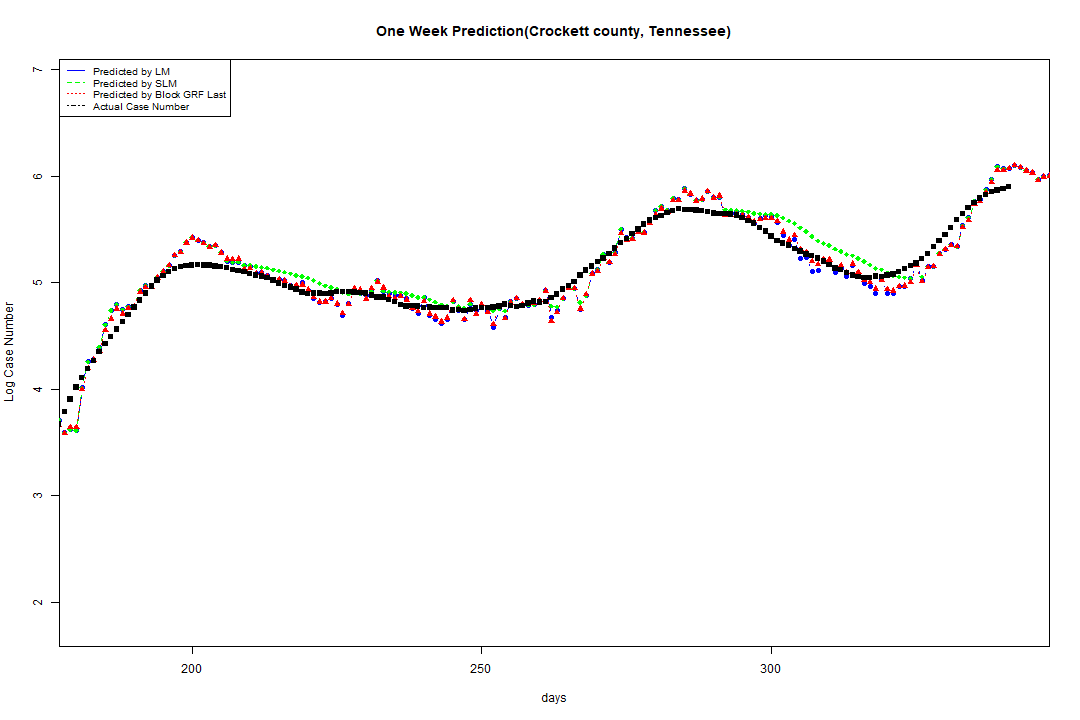 One Week Prediction(Crockett county, Tennessee)
Predicted by LM
Predicted by SLM
Predicted by Block GRF Last
Actual Case Number
7
6
5
4
3
2
Log Case Number
200
250
300
days